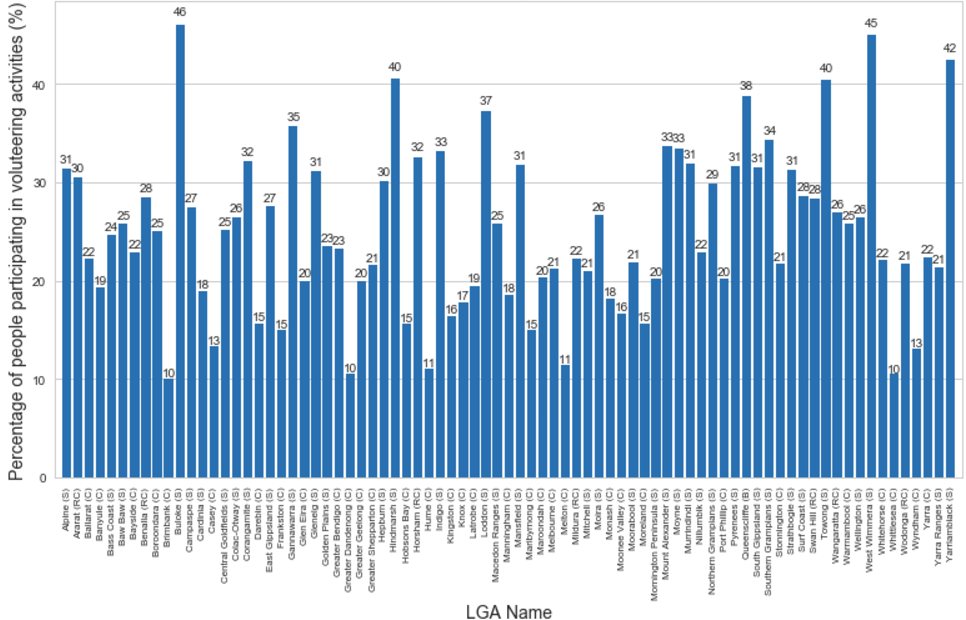 Percentage of people participating in voluteering activities (%)
40
30
20
10
0
31 30 22 19 24 25 22 28 25 10 46 27 18 13 25 26 32 15 27 15 35 20 31 23 23 10 20 21 30 40 15 32 11 33 16 17 19 37 25 18 31 15 20 21 11 22 21 26 18 16 21 15 20 33 33 31 22 29 20 31 38 31 34 21 31 28 28 40 26 25 26 45 22 10 21 13 22 21 42
Alpine (S)
Ararat (RC)
Ballarat (C)
Banyule (C)
Bass Coast (S)
Baw Baw (S)
Bayside (C)
Benalla (RC)
Boroondara (C)
Brimbank (C)
Buloke (S)
Campaspe (S)
Cardinia (S)
Casey (C)
Central Goldfields (S)
Colac-Otway (S)
Corangamite (S)
Darebin (C)
East Gippsland (S)
Frankston (C)
Gannawarra (S)
Glen Eira (C)
Glenelg (S)
Golden Plains (S)
Greater Bendigo (C)
Greater Dandenong (C)
Greater Geelong (C)
Greater Shepparton (C)
Hepburn (S)
Hindmarsh (S)
Hobsons Bay (C)
Horsham (RC)
Hume (C)
Indigo (S)
Kingston (C)
Knox (C)
Latrobe (C)
Loddon (S)
Macedon Ranges (S)
Manningham (C)
Mansfield (S)
Maribyrnong (C)
Maroondah (C)
Melbourne (C)
Melton (C)
Mildura (RC)
Mitchell (S)
Moira (S)
Monash (C)
Moonee Valley (C)
Moorabool (S)
Moreland (C)
Mornington Peninsula (S)
Mount Alexander (S)
Moyne (S)
Murrindindi (S)
Nillumbik (S)
Northern Grampians (S)
Port Phillip (C)
Pyrenees (S)
Queenscliffe (B)
South Gippsland (S)
Southern Grampians (S)
Stonnington (C)
Strathbogie (S)
Surf Coast (S)
Swan Hill (RC)
Towong (S)
Wangaratta (RC)
Warrnambool (C)
Wellington (S)
West Wimmera (S)
Whitehorse (C)
Whittlesea (C)
Wodonga (RC)
Wyndham (C)
Yarra (C)
Yarra Ranges (S)
Yarriambiack (S)
LGA Name